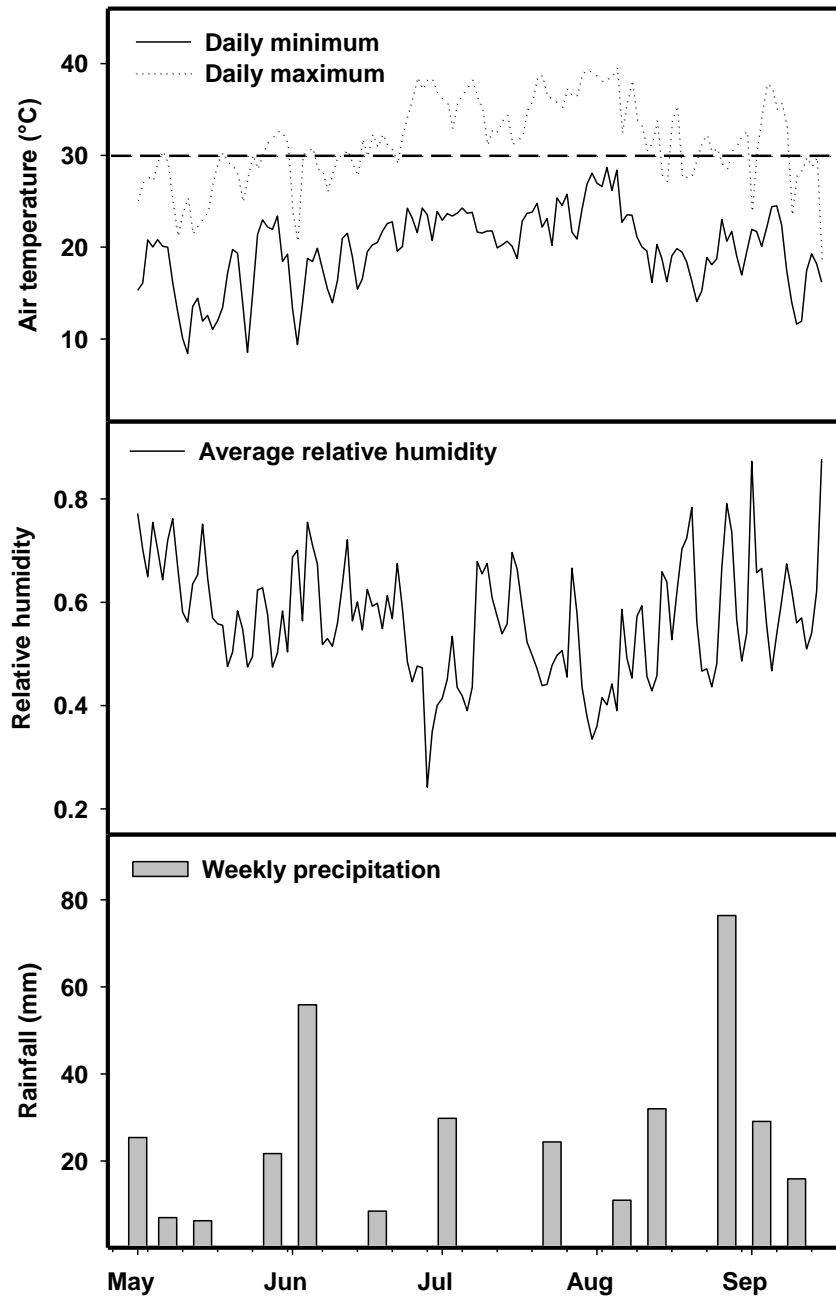 Daily minimum
Daily maximum
40
30
20
10
Air temperature (°C)
Average relative humidity
0.8
0.6
0.4
0.2
Relative humidity
Weekly precipitation
80
60
40
20
Rainfall (mm)
May Jun Jul Aug Sep